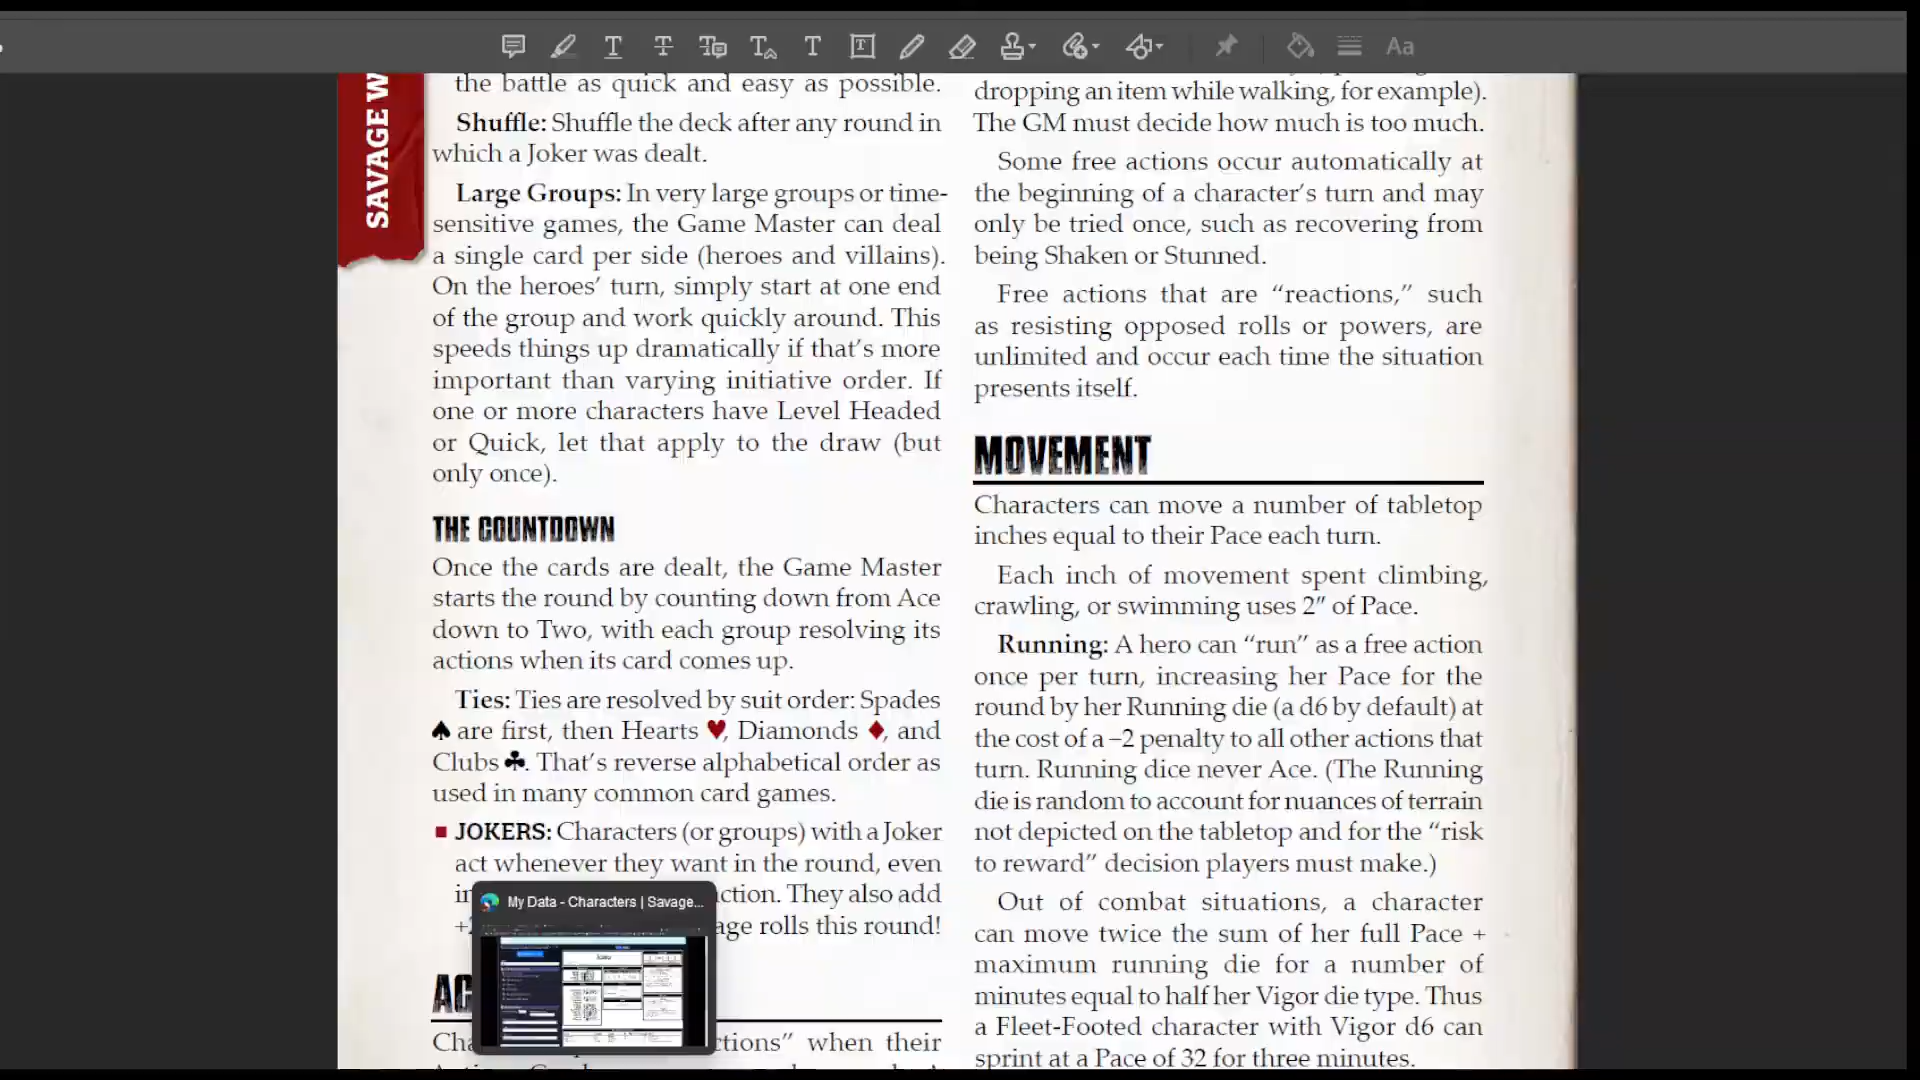 SAVAGE W
the battle as quick and easy as possible.
Shuffle: Shuffle the deck after any round in
which a Joker was dealt.
Large Groups: In very large groups or time-
sensitive games, the Game Master can deal
a single card per side (heroes and villains).
On the heroes’ turn, simply start at one end
of the group and work quickly around. This
speeds things up dramatically if that’s more
important than varying initiative order. If
one or more characters have Level Headed
or Quick, let that apply to the draw (but
only once).
THE COUNTDOWN
Once the cards are dealt, the Game Master
starts the round by counting down from Ace
down to Two, with each group resolving its
actions when its card comes up.
Ties: Ties are resolved by suit order: Spades
♠ are first, then Hearts ♥, Diamonds ♦, and
Clubs ♣. That’s reverse alphabetical order as
used in many common card games.
■ JOKERS: Characters (or groups) with a Joker
act whenever they want in the round, even
in ction. They also add
+2 age rolls this round!
AC
Cha ctions” when their
My Data - Characters | Savage...
dropping an item while walking, for example).
The GM must decide how much is too much.
Some free actions occur automatically at
the beginning of a character’s turn and may
only be tried once, such as recovering from
being Shaken or Stunned.
Free actions that are “reactions,” such
as resisting opposed rolls or powers, are
unlimited and occur each time the situation
presents itself.
MOVEMENT
Characters can move a number of tabletop
inches equal to their Pace each turn.
Each inch of movement spent climbing,
crawling, or swimming uses 2″ of Pace.
Running: A hero can “run” as a free action
once per turn, increasing her Pace for the
round by her Running die (a d6 by default) at
the cost of a −2 penalty to all other actions that
turn. Running dice never Ace. (The Running
die is random to account for nuances of terrain
not depicted on the tabletop and for the “risk
to reward” decision players must make.)
Out of combat situations, a character
can move twice the sum of her full Pace +
maximum running die for a number of
minutes equal to half her Vigor die type. Thus
a Fleet-Footed character with Vigor d6 can
sprint at a Pace of 32 for three minutes.